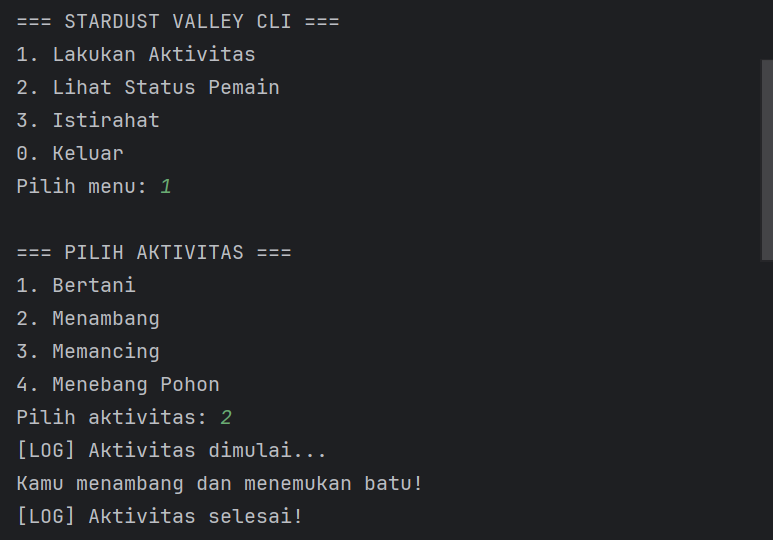 === STARDUST VALLEY CLI ===
1. Lakukan Aktivitas
2. Lihat Status Pemain
3. Istirahat
0. Keluar
Pilih menu: 1
=== PILIH AKTIVITAS ===
1. Bertani
2. Menambang
3. Memancing
4. Menebang Pohon
Pilih aktivitas: 2
[LOG] Aktivitas dimulai...
Kamu menambang dan menemukan batu!
[LOG] Aktivitas selesai!